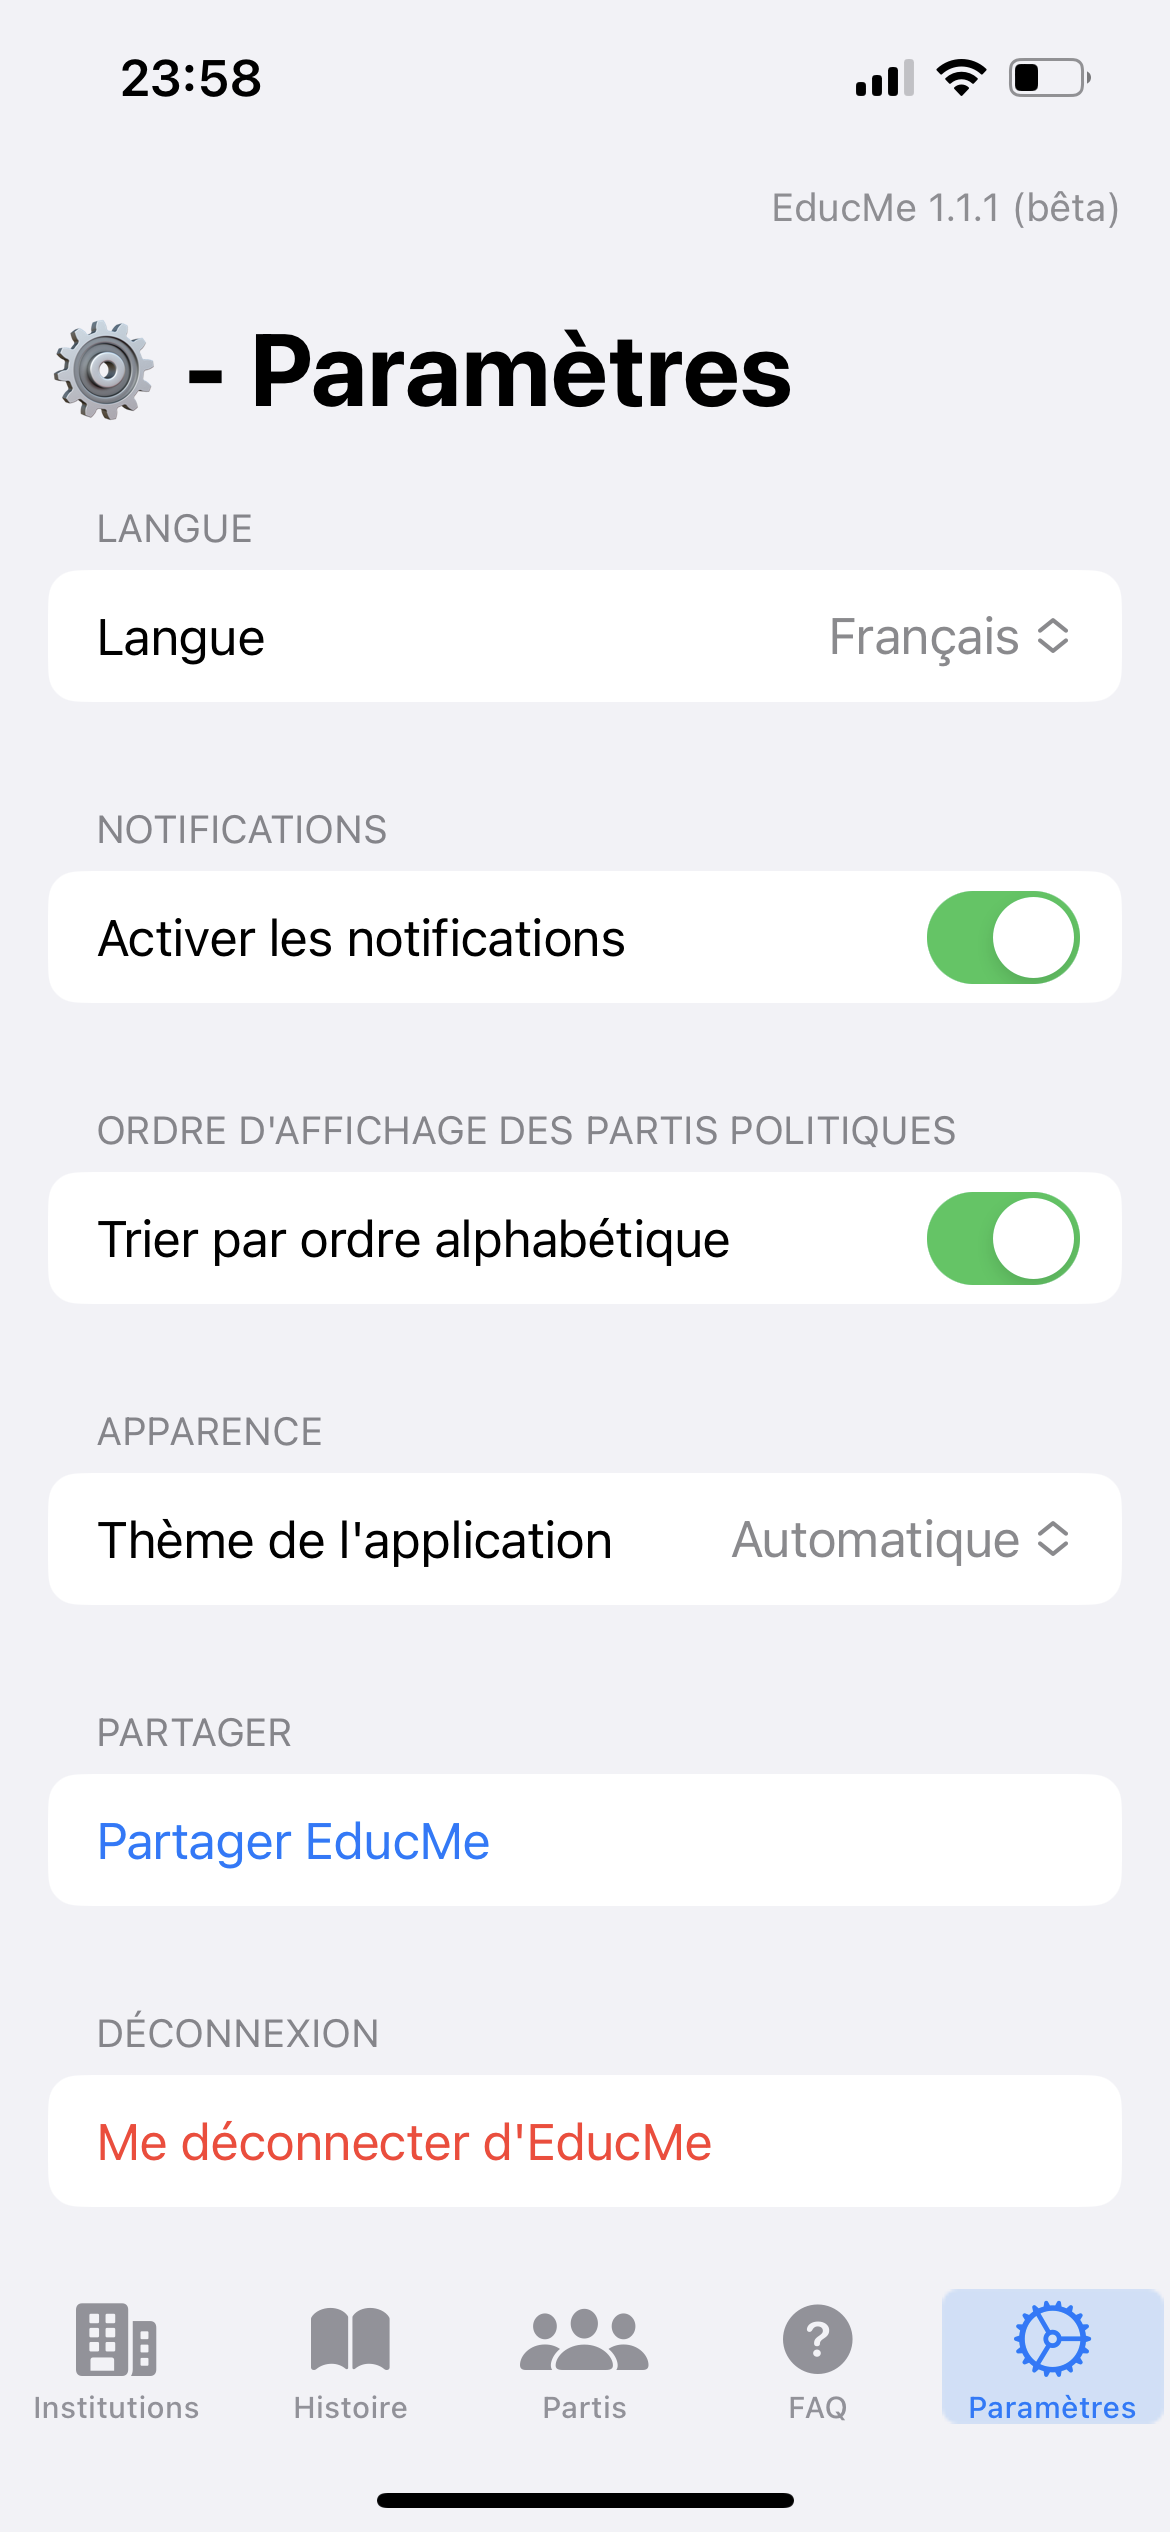 23:58
EducMe 1.1.1 (bêta)
- Paramètres
LANGUE
Langue Français
NOTIFICATIONS
Activer les notifications
ORDRE D'AFFICHAGE DES PARTIS POLITIQUES
Trier par ordre alphabétique
APPARENCE
Thème de l'application Automatique
PARTAGER
Partager EducMe
DÉCONNEXION
Me déconnecter d'EducMe
Institutions Histoire Partis FAQ Paramètres